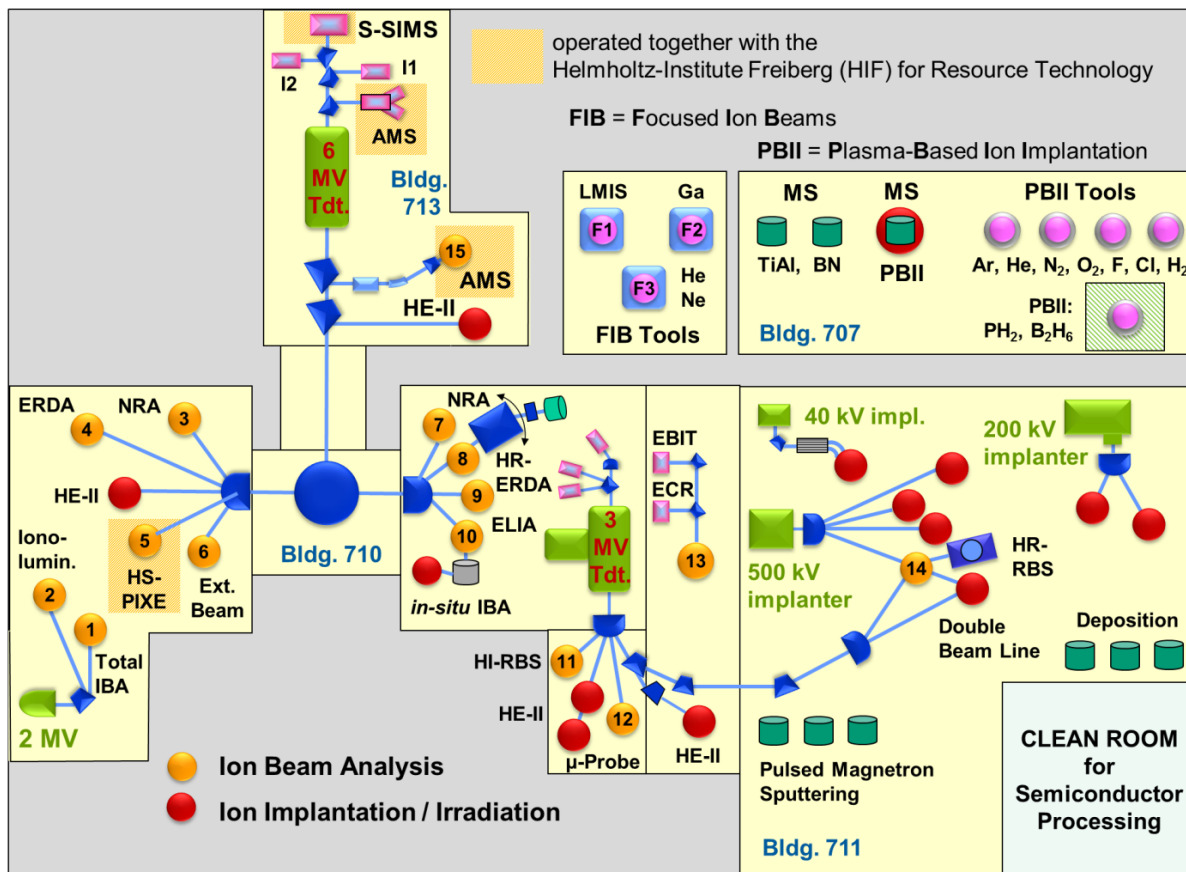 S-SIMS
I2
I1
AMS
6
MV
Tdt.
Bldg.
713
15
AMS
HE-II
operated together with the
Helmholtz-Institute Freiberg (HIF) for Resource Technology
FIB = Focused Ion Beams
PBII = Plasma-Based Ion Implantation
LMIS
Ga
F1
F2
F3
He
Ne
FIB Tools
MS
MS
PBII Tools
TiAl, BN
PBII
Ar, He, N₂, O₂, F, Cl, H₂
PBII:
PH₂, B₂H₆
Bldg. 707
ERDA
NRA
3
4
HE-II
5
6
HS-
PIXE
Ext.
Beam
Iono-
lumin.
2
1
Total
IBA
2 MV
Bldg. 710
NRA
7
8
HR-
ERDA
9
10
ELIA
in-situ IBA
3
MV
Tdt.
EBIT
ECR
13
HI-RBS
11
HE-II
12
µ-Probe
HE-II
40 kV impl.
200 kV
implanter
500 kV
implanter
14
HR-
RBS
Double
Beam Line
Deposition
Pulsed Magnetron
Sputtering
Bldg. 711
CLEAN ROOM
for
Semiconductor
Processing
Ion Beam Analysis
Ion Implantation / Irradiation